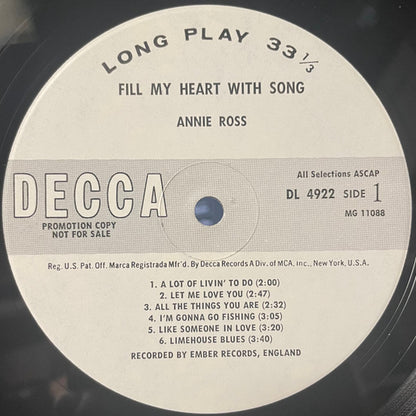 LONG PLAY 33 1/3
FILL MY HEART WITH SONG
ANNIE ROSS
All Selections ASCAP
DECCA
DL 4922 SIDE 1
MG 11088
PROMOTION COPY
NOT FOR SALE
Reg. U.S. Pat. Off. Marca Registrada Mfr'd. By Decca Records A Div. of MCA, Inc., New York, U.S.A.
1. A LOT OF LIVIN' TO DO (2:00)
2. LET ME LOVE YOU (2:47)
3. ALL THE THINGS YOU ARE (2:32)
4. I'M GONNA GO FISHING (3:05)
5. LIKE SOMEONE IN LOVE (3:20)
6. LIMEHOUSE BLUES (3:40)
RECORDED BY EMBER RECORDS, ENGLAND